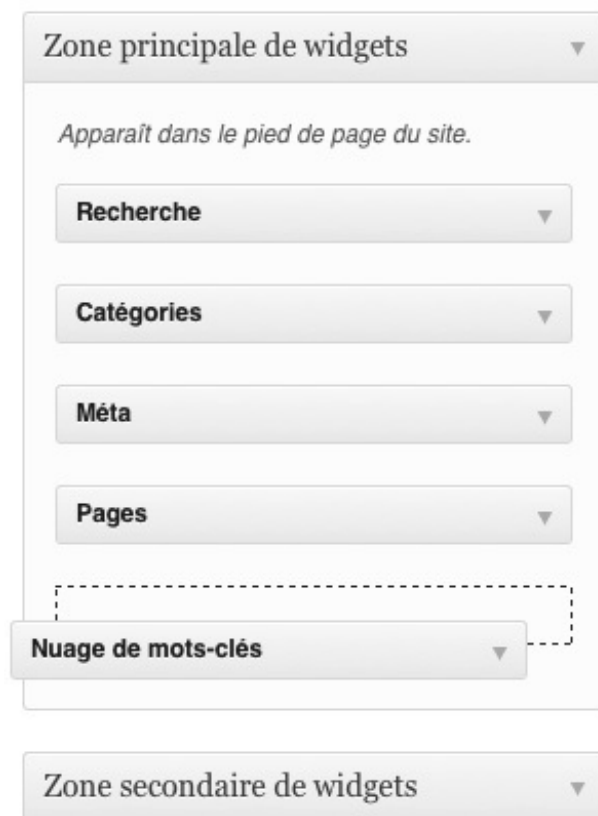 Zone principale de widgets
Apparaît dans le pied de page du site.
Recherche
Catégories
Méta
Pages
Nuage de mots-clés
Zone secondaire de widgets